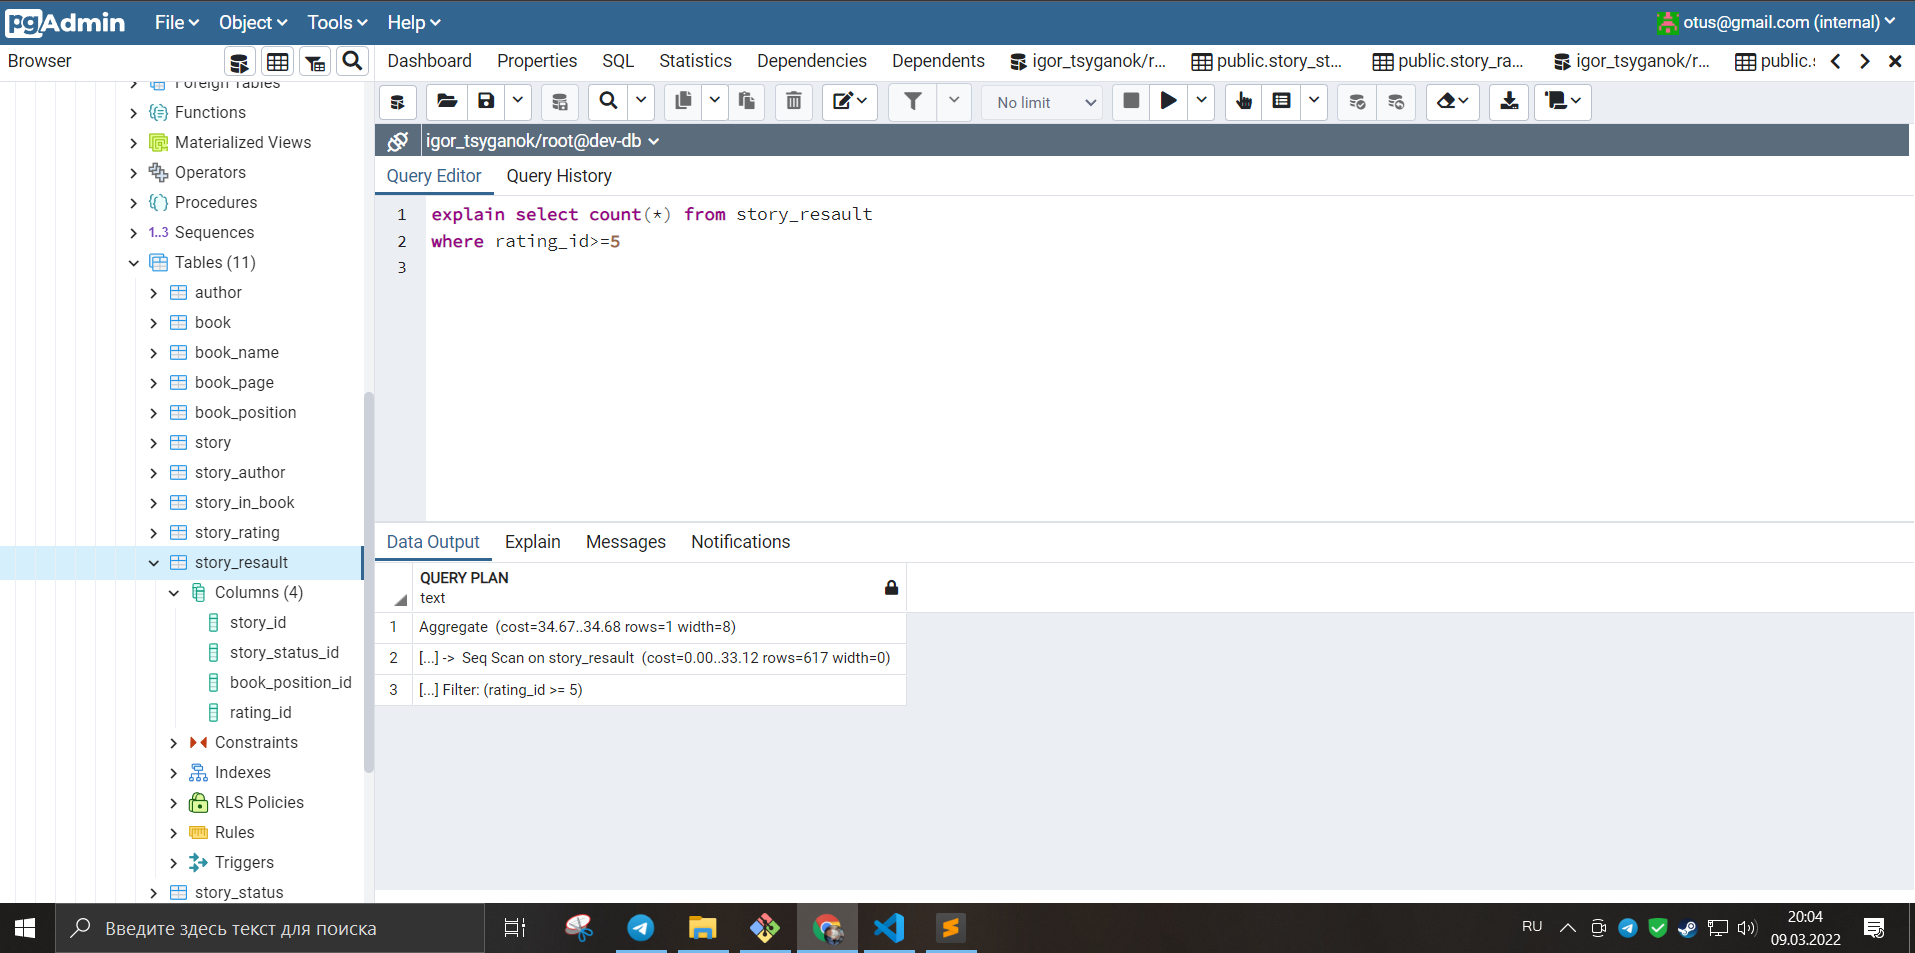 pgAdmin File Object Tools Help otus@gmail.com (internal)
Browser Dashboard Properties SQL Statistics Dependencies Dependents igor_tsyganok/r... public.story_st... public.story_ra... igor_tsyganok/r... public.:
No limit
igor_tsyganok/root@dev-db
Query Editor Query History
1 explain select count(*) from story_resault
2 where rating_id>=5
3
Foreign Tables
Functions
Materialized Views
Operators
Procedures
1..3 Sequences
Tables (11)
author
book
book_name
book_page
book_position
story
story_author
story_in_book
story_rating
story_resault
Columns (4)
story_id
story_status_id
book_position_id
rating_id
Constraints
Indexes
RLS Policies
Rules
Triggers
story_status
Data Output Explain Messages Notifications
QUERY PLAN
text
1 Aggregate (cost=34.67..34.68 rows=1 width=8)
2 [...] -> Seq Scan on story_resault (cost=0.00..33.12 rows=617 width=0)
3 [...] Filter: (rating_id >= 5)
Введите здесь текст для поиска
RU
20:04
09.03.2022